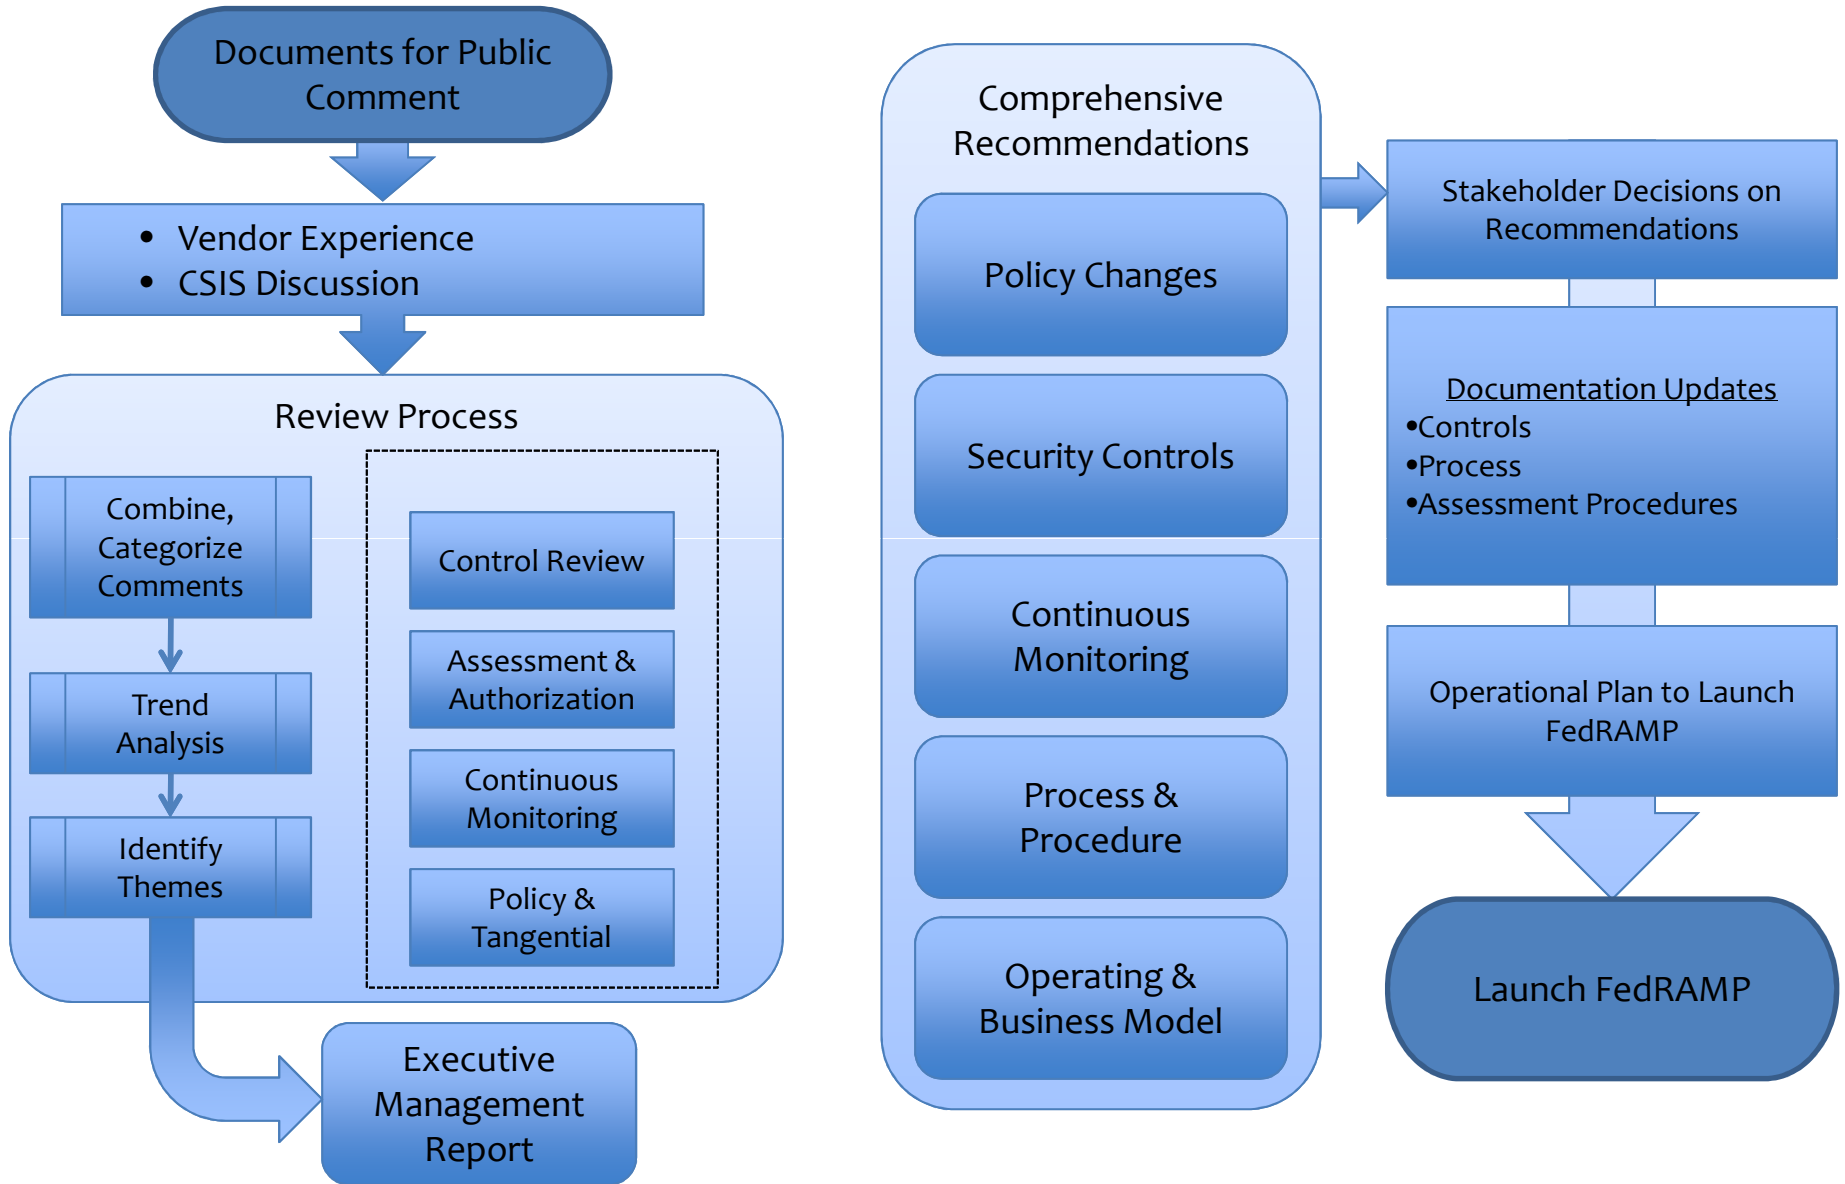 Documents for Public
Comment
• Vendor Experience
• CSIS Discussion
Review Process
Combine,
Categorize
Comments
Trend
Analysis
Identify
Themes
Control Review
Assessment &
Authorization
Continuous
Monitoring
Policy &
Tangential
Executive
Management
Report
Comprehensive
Recommendations
Policy Changes
Security Controls
Continuous
Monitoring
Process &
Procedure
Operating &
Business Model
Stakeholder Decisions on
Recommendations
Documentation Updates
•Controls
•Process
•Assessment Procedures
Operational Plan to Launch
FedRAMP
Launch FedRAMP